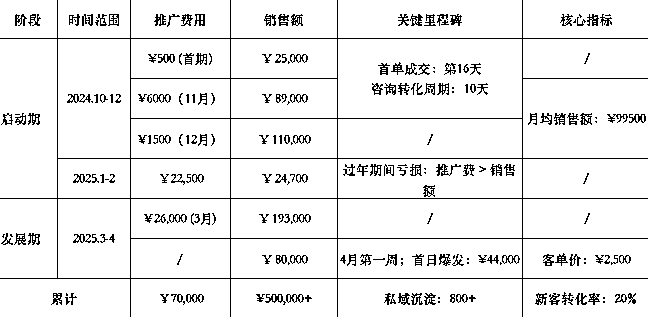 阶段 时间范围 推广费用 销售额 关键里程碑 核心指标
启动期 2024.10-12 ¥500 (首期) ¥ 25,000 首单成交：第16天 /
咨询转化周期：10天
¥6000（11月） ¥ 89,000 月均销售额：¥99500
¥1500（12月） ¥ 110,000 /
2025.1-2 ¥22,500 ¥ 24,700 过年期间亏损：推广费 > 销售 /
额
发展期 2025.3-4 ¥26,000 (3月) ¥ 193,000 / /
/ ¥ 80,000 4月第一周；首日爆发：¥44,000 客单价：¥2,500
累计 ¥70,000 ¥500,000+ 私域沉淀：800+ 新客转化率：20%